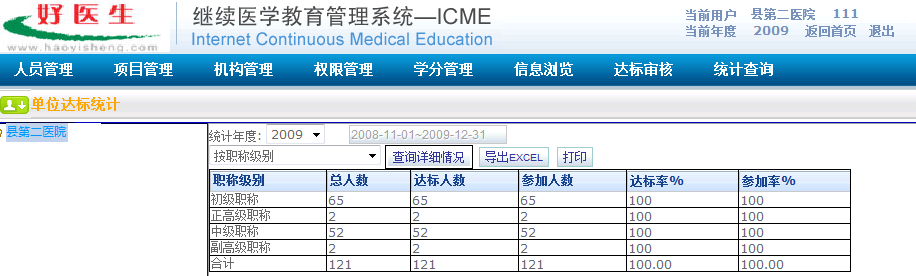 好医生
www.haoyisheng.com
继续医学教育管理系统—ICME
Internet Continuous Medical Education
当前用户 县第二医院 111
当前年度 2009 返回首页 退出
人员管理 项目管理 机构管理 权限管理 学分管理 信息浏览 达标审核 统计查询
单位达标统计
县第二医院
统计年度: 2009 2008-11-01~2009-12-31
按职称级别 查询详细情况 导出EXCEL 打印
职称级别 总人数 达标人数 参加人数 达标率% 参加率%
初级职称 65 65 65 100 100
正高级职称 2 2 2 100 100
中级职称 52 52 52 100 100
副高级职称 2 2 2 100 100
合计 121 121 121 100.00 100.00